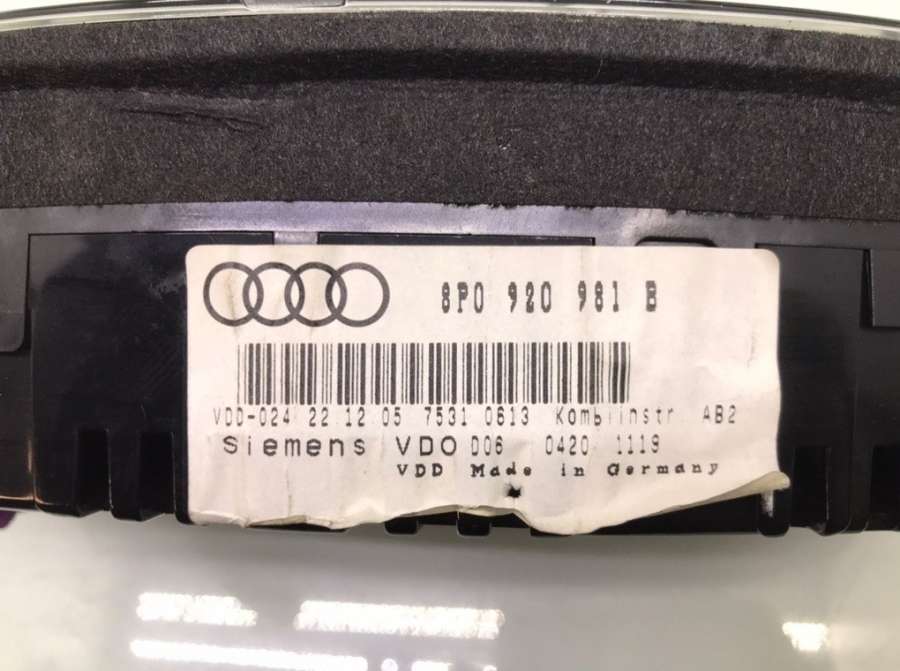 8P0 920 981 B
VDD-024 22.12.05 7531 0613 Kombiinstr. AB2
Siemens VDO D06 0420 1119
VDD Made in Germany